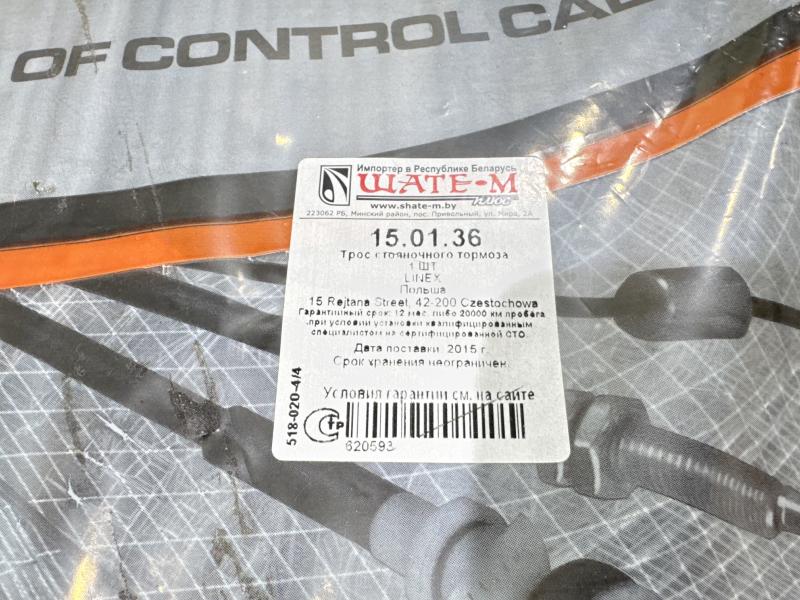 OF CONTROL CAB
Импортер в Республике Беларусь
ШАТЕ-М
плюс
www.shate-m.by
223062 РБ, Минский район, пос. Привольный, ул. Мира, 2А
15.01.36
Трос стояночного тормоза
1 ШТ
LINEX
Польша
15 Rejtana Street, 42-200 Czestochowa
Гарантийный срок: 12 мес. либо 20000 км пробега
при условии установки квалифицированным
специалистом на сертифицированной СТО.
Дата поставки: 2015 г.
Срок хранения неограничен.
Условия гарантии см. на сайте
518-020-4/4
620593